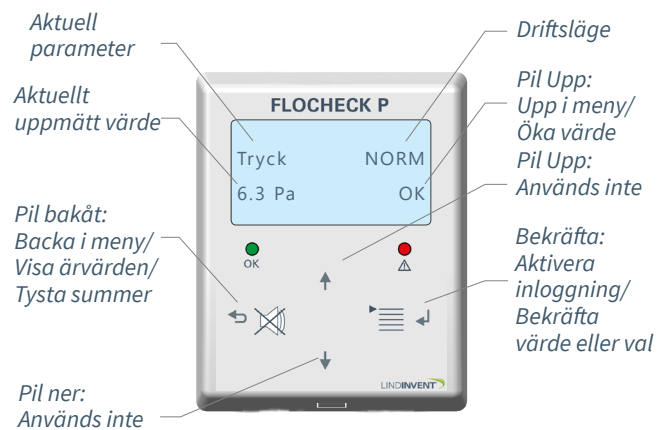 Aktuell
parameter
Aktuellt
uppmätt värde
Pil bakåt:
Backa i meny/
Visa ärvärden/
Tysta summer
Pil ner:
Används inte
FLOCHECK P
Tryck NORM
6.3 Pa OK
OK
LINDINVENT
Driftsläge
Pil Upp:
Upp i meny/
Öka värde
Pil Upp:
Används inte
Bekräfta:
Aktivera
inloggning/
Bekräfta
värde eller val